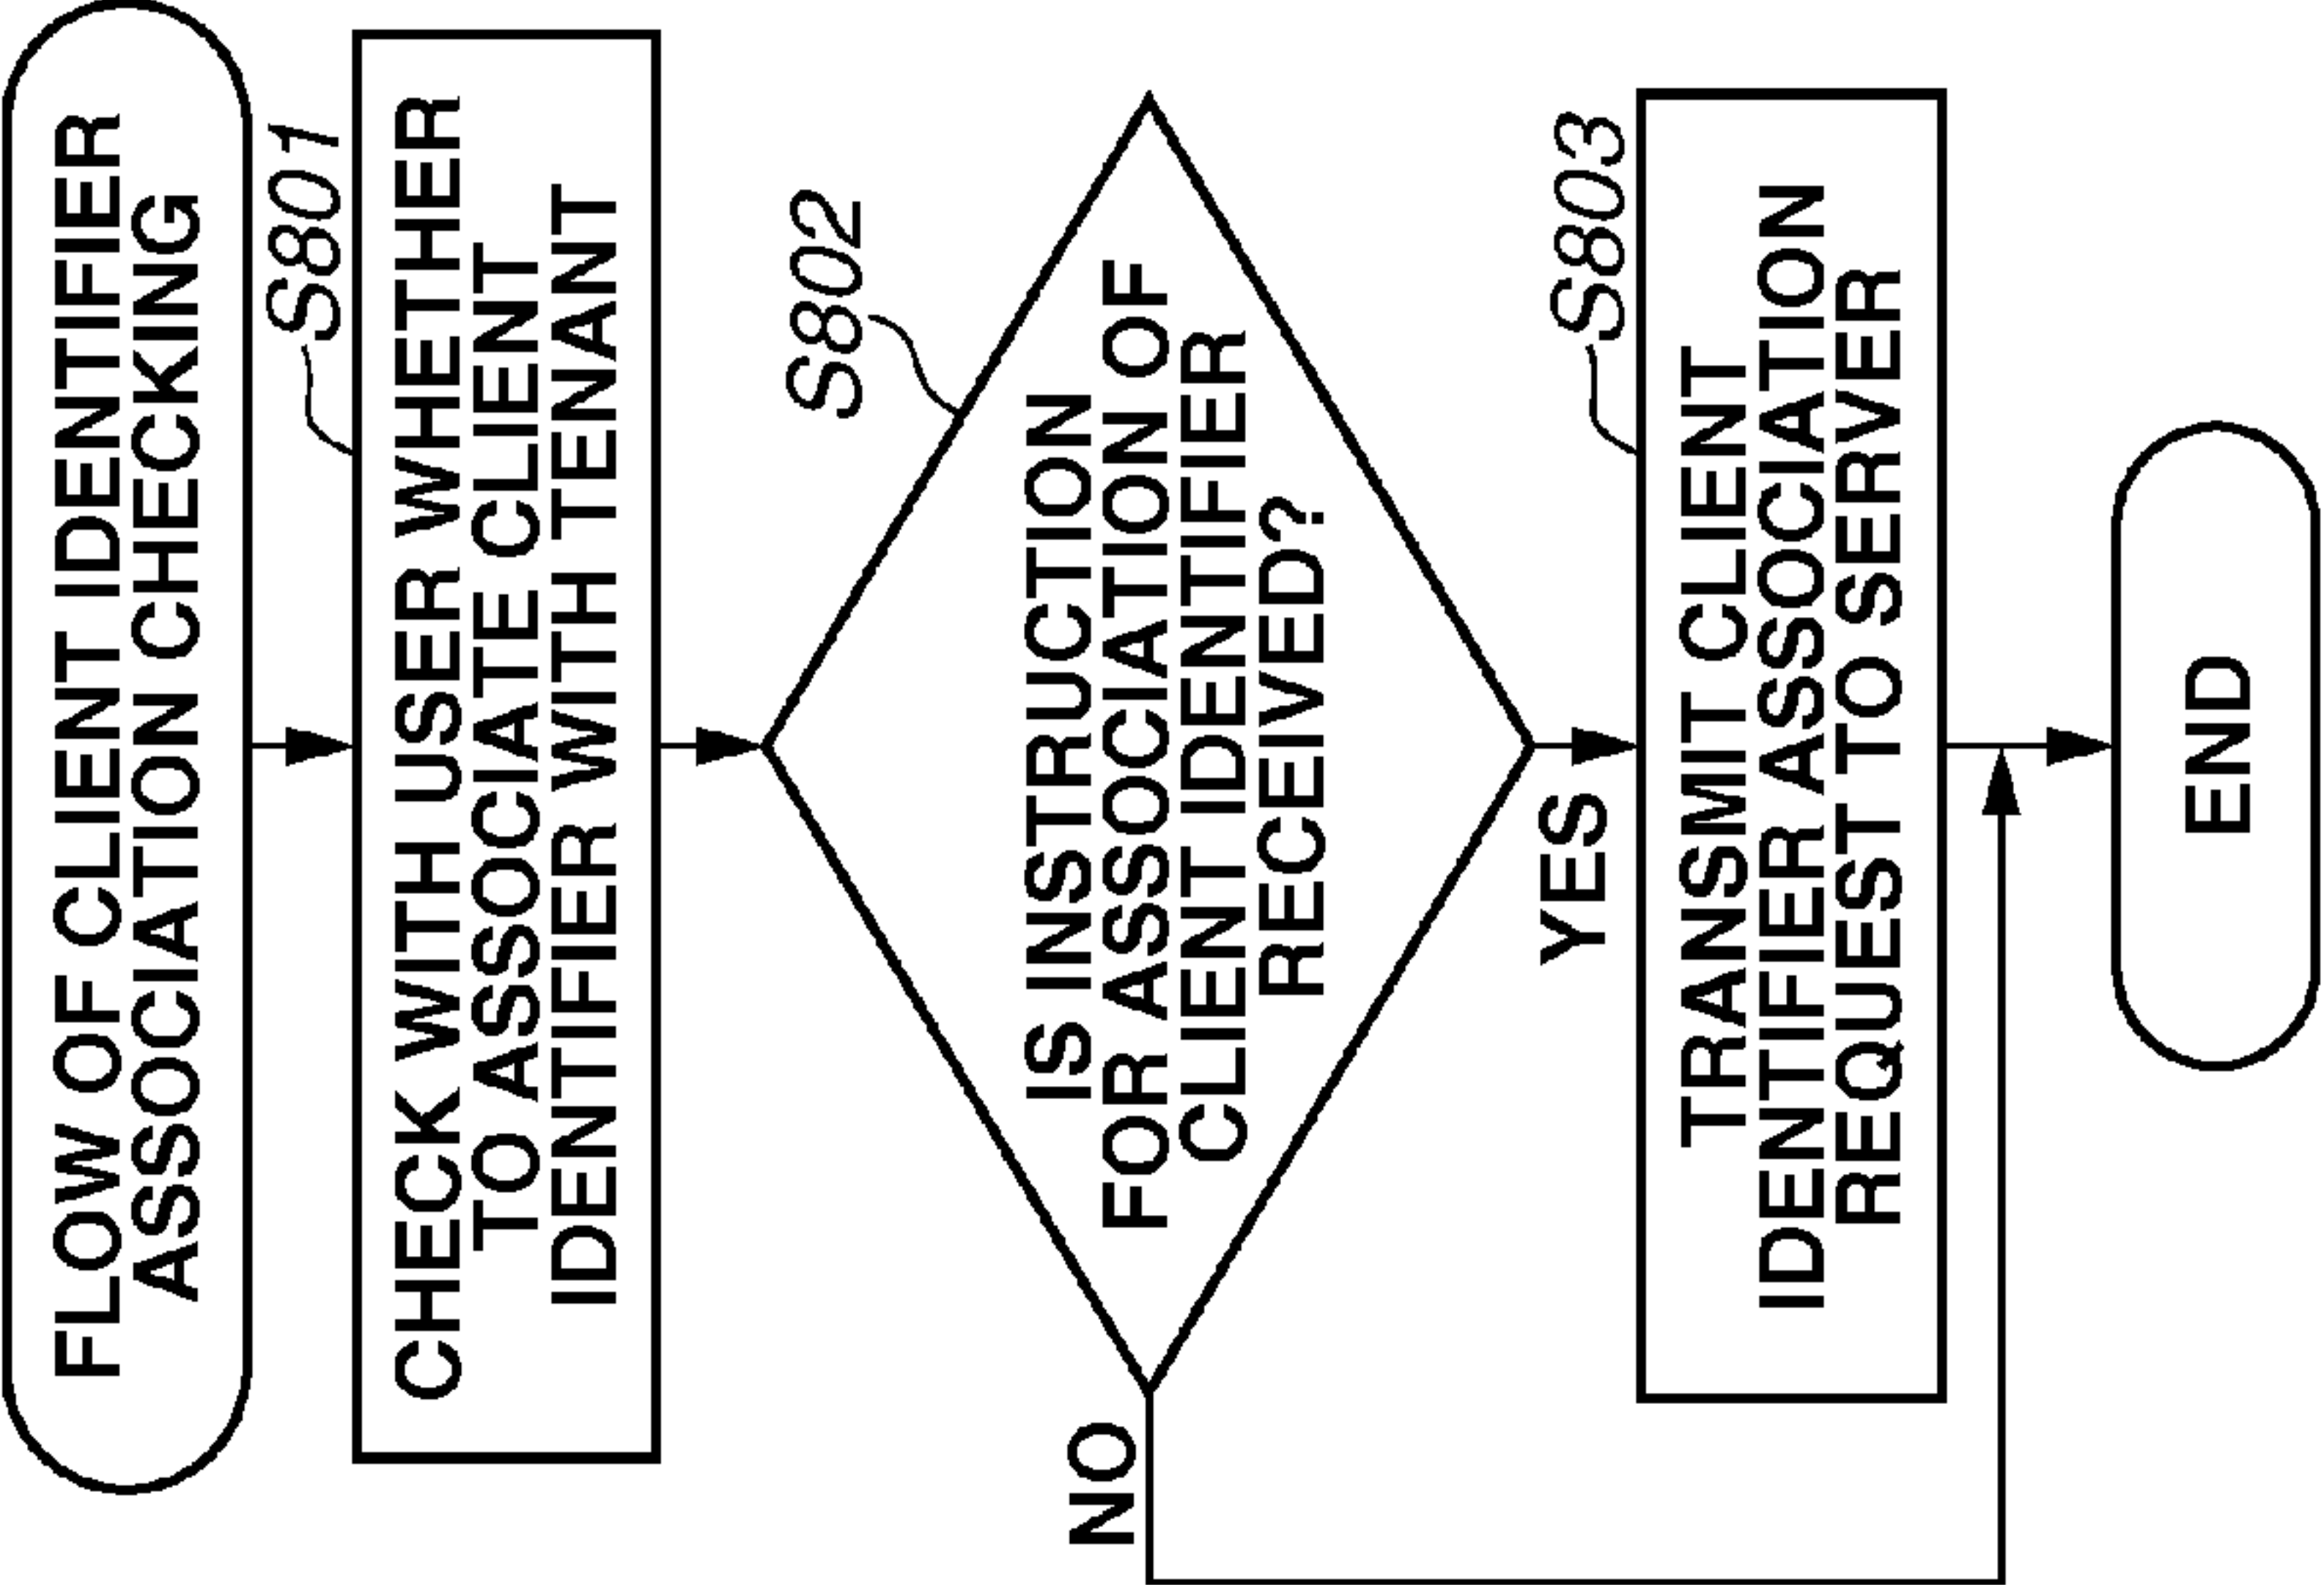 FLOW OF CLIENT IDENTIFIER
ASSOCIATION CHECKING
S801
CHECK WITH USER WHETHER
TO ASSOCIATE CLIENT
IDENTIFIER WITH TENANT
S802
IS INSTRUCTION
FOR ASSOCIATION OF
CLIENT IDENTIFIER
RECEIVED?
NO
YES
S803
TRANSMIT CLIENT
IDENTIFIER ASSOCIATION
REQUEST TO SERVER
END